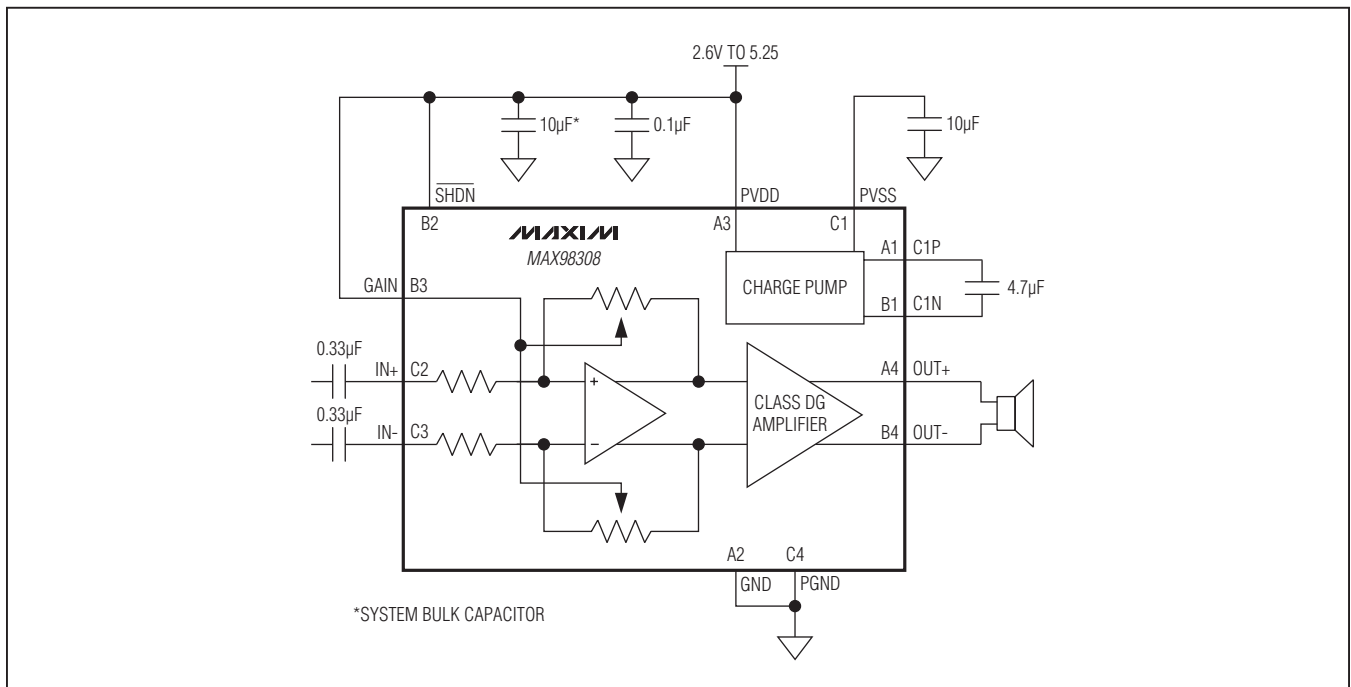 2.6V TO 5.25
10µF*
0.1µF
10µF
SHDN
PVDD
PVSS
B2
A3
C1
MAXIM
MAX98308
A1
C1P
CHARGE PUMP
4.7µF
B1
C1N
GAIN
B3
0.33µF
IN+
C2
+
A4
OUT+
CLASS DG
AMPLIFIER
0.33µF
IN-
C3
−
B4
OUT-
A2
C4
GND
PGND
*SYSTEM BULK CAPACITOR